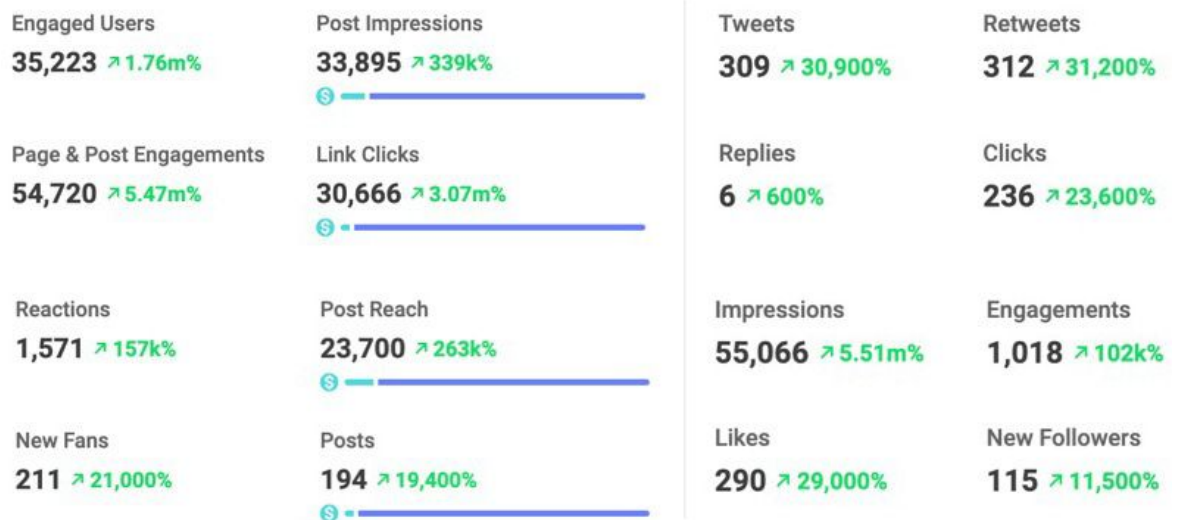 Engaged Users
35,223 ↗ 1.76m%
Post Impressions
33,895 ↗ 339k%
$
Page & Post Engagements
54,720 ↗ 5.47m%
Link Clicks
30,666 ↗ 3.07m%
$
Reactions
1,571 ↗ 157k%
Post Reach
23,700 ↗ 263k%
$
New Fans
211 ↗ 21,000%
Posts
194 ↗ 19,400%
$
Tweets
309 ↗ 30,900%
Retweets
312 ↗ 31,200%
Replies
6 ↗ 600%
Clicks
236 ↗ 23,600%
Impressions
55,066 ↗ 5.51m%
Engagements
1,018 ↗ 102k%
Likes
290 ↗ 29,000%
New Followers
115 ↗ 11,500%